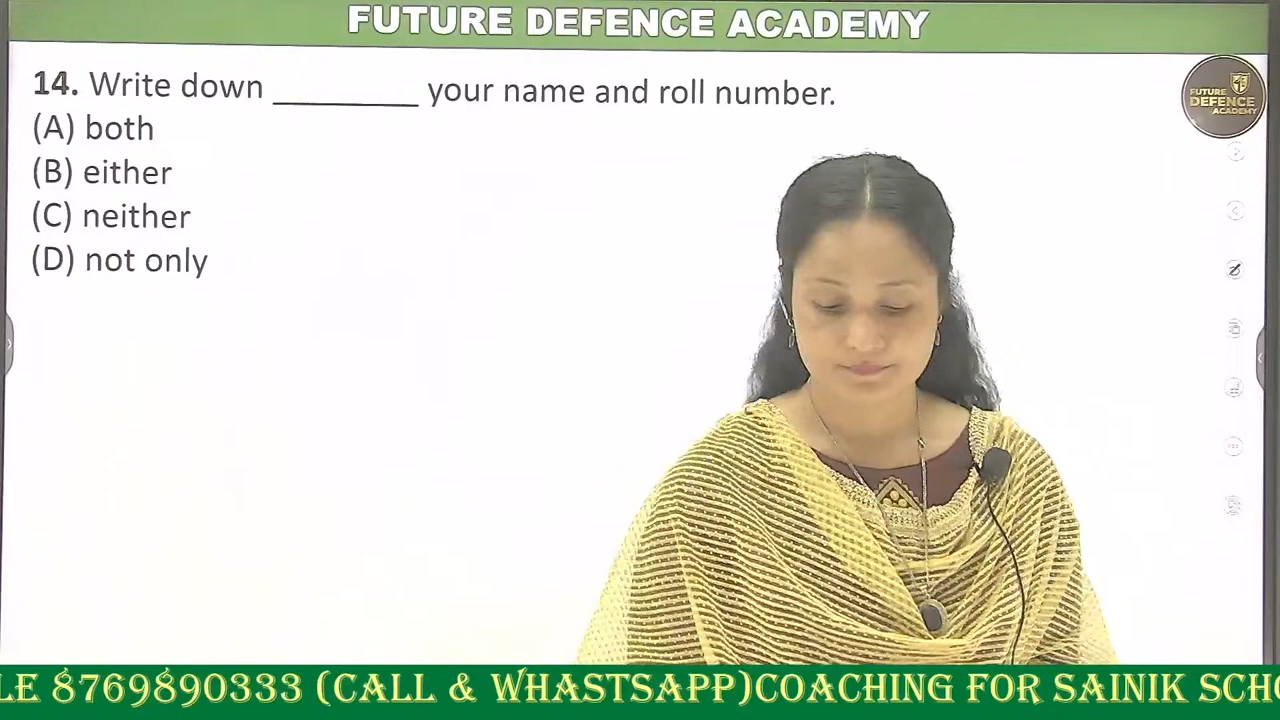 FUTURE DEFENCE ACADEMY
14. Write down ________ your name and roll number.
(A) both
(B) either
(C) neither
(D) not only
FUTURE
DEFENCE
ACADEMY
LE 8769890333 (CALL & WHASTSAPP)COACHING FOR SAINIK SCHO